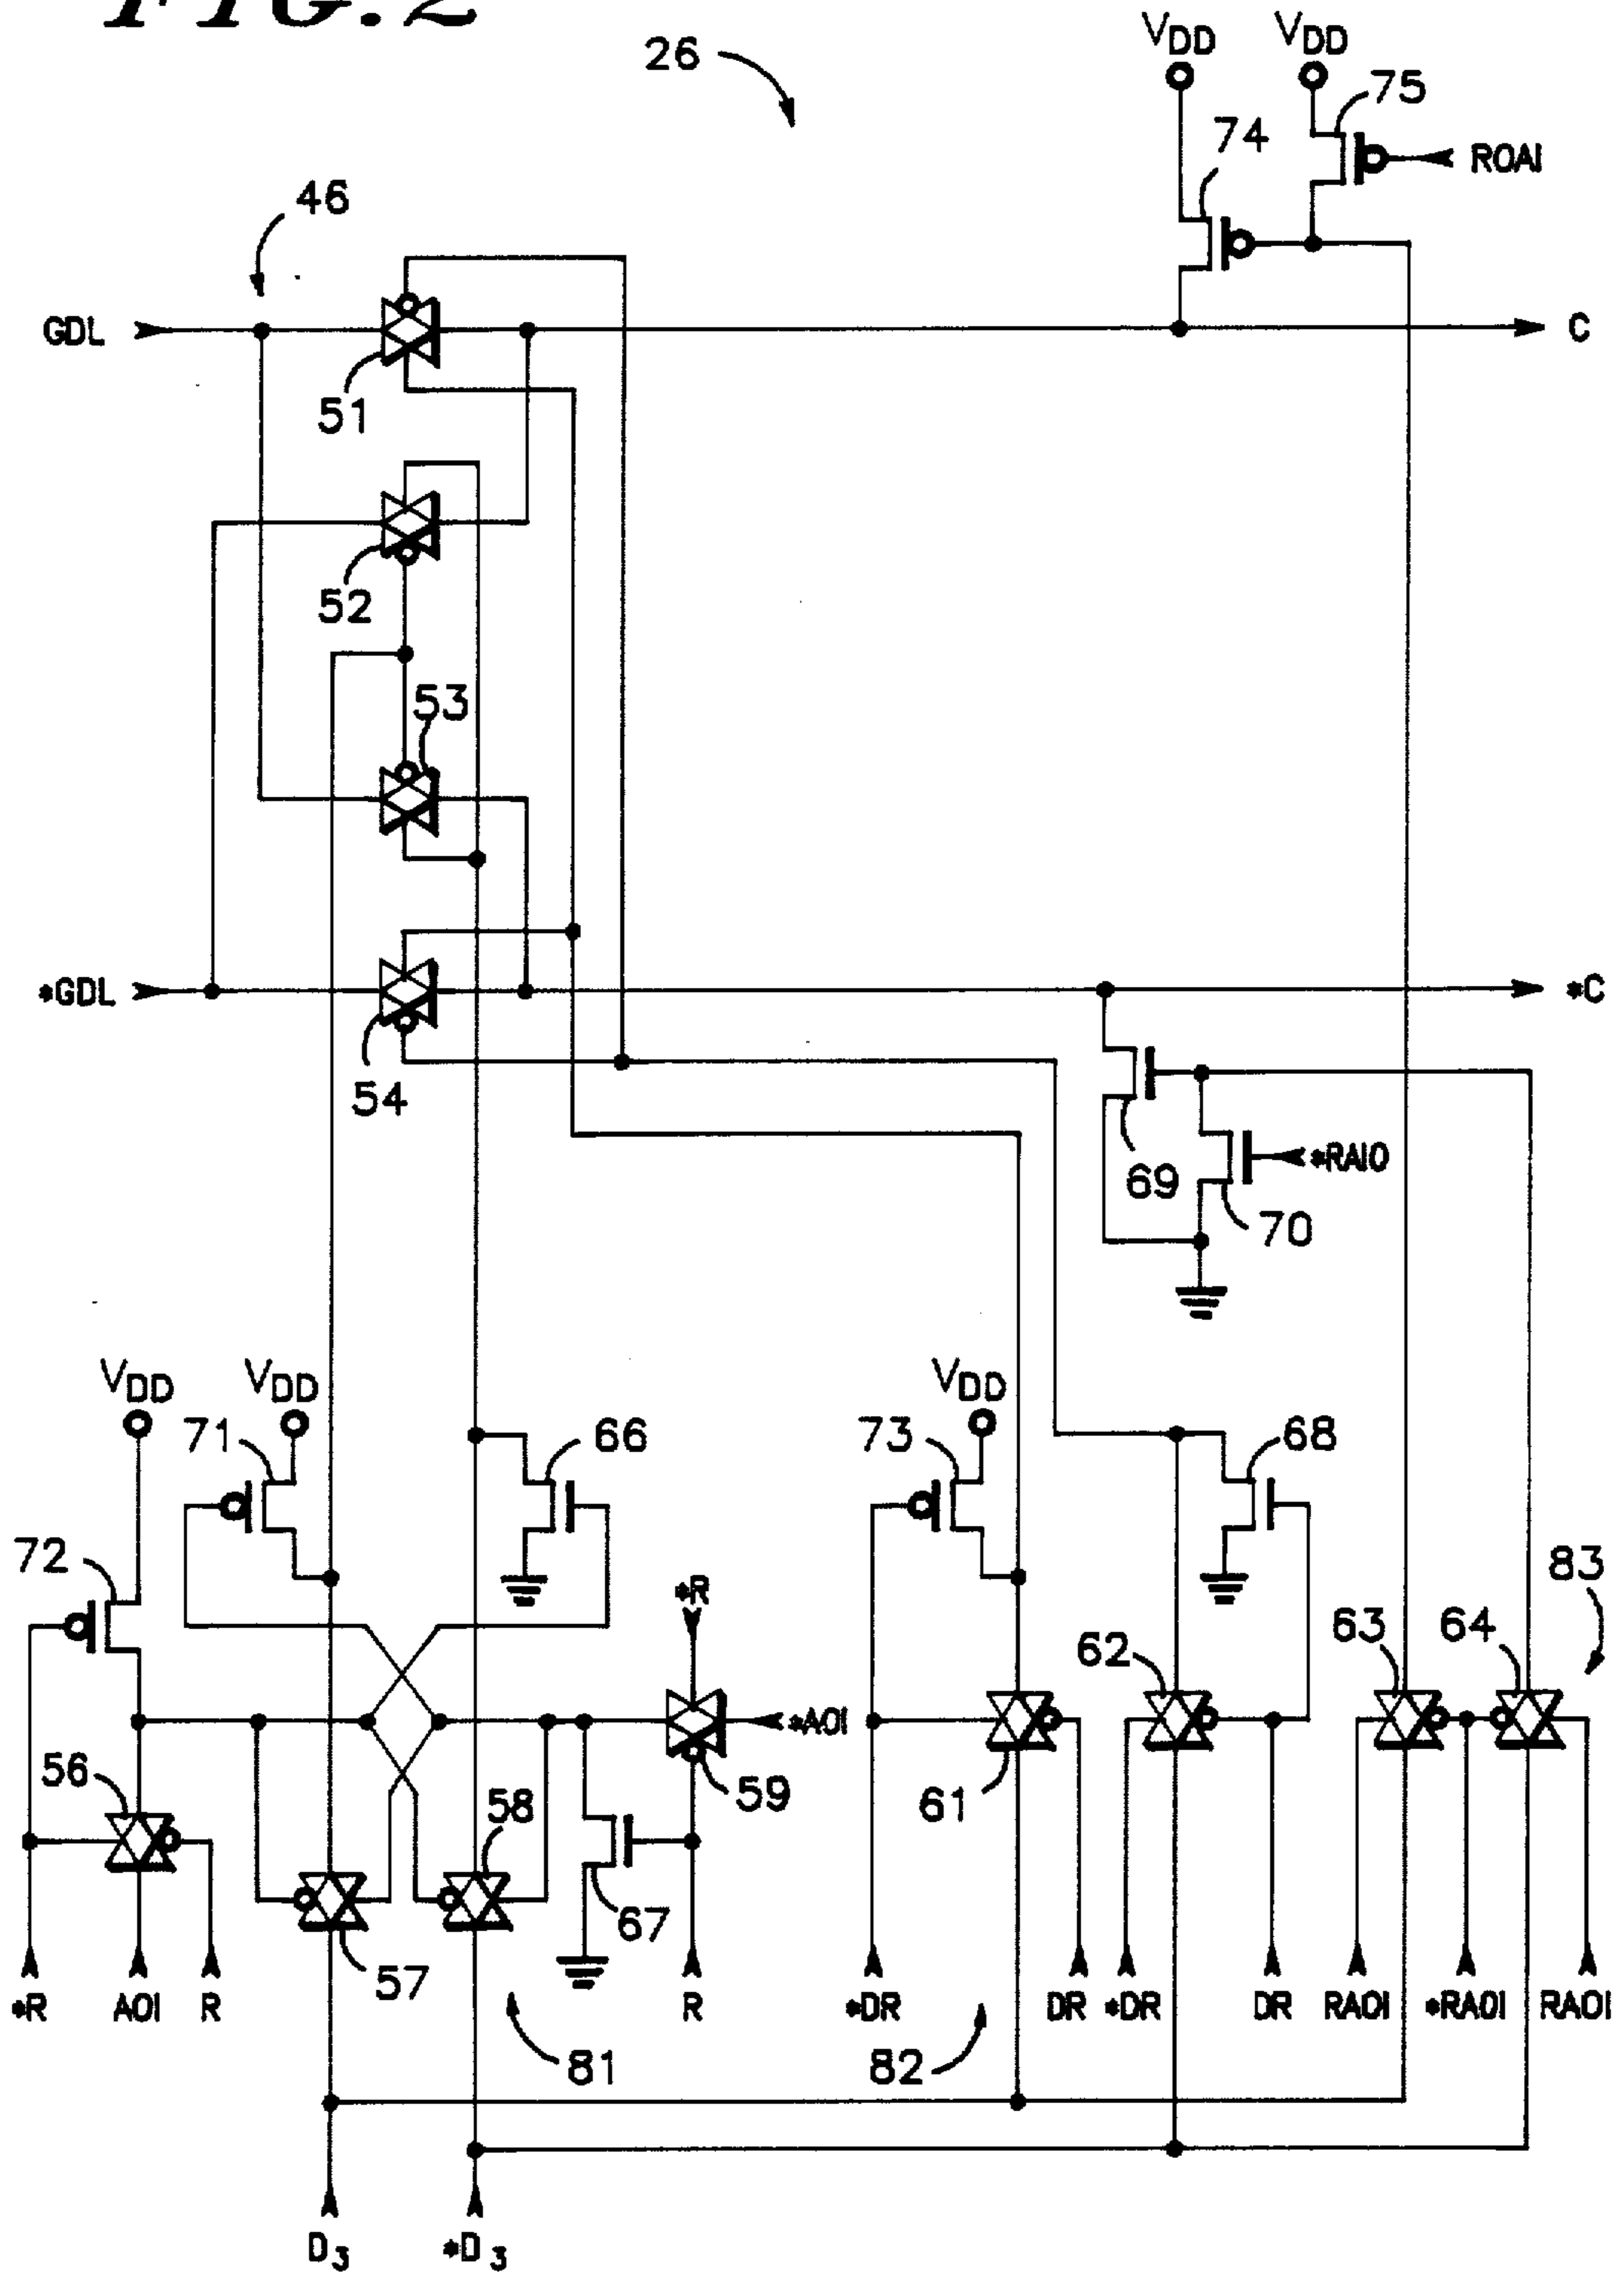 FIG. 2
26
VDD VDD
75
74
ROAI
46
GDL
C
51
52
53
*GDL
*C
54
69
*RAIO
70
VDD VDD VDD
71 66 73 68
72
*R
83
63 64
62
*AOI
56
59
58
61
67
57
*R AOI R R *DR DR *DR DR RAOI *RAOI RAOI
81 82
D3 *D3